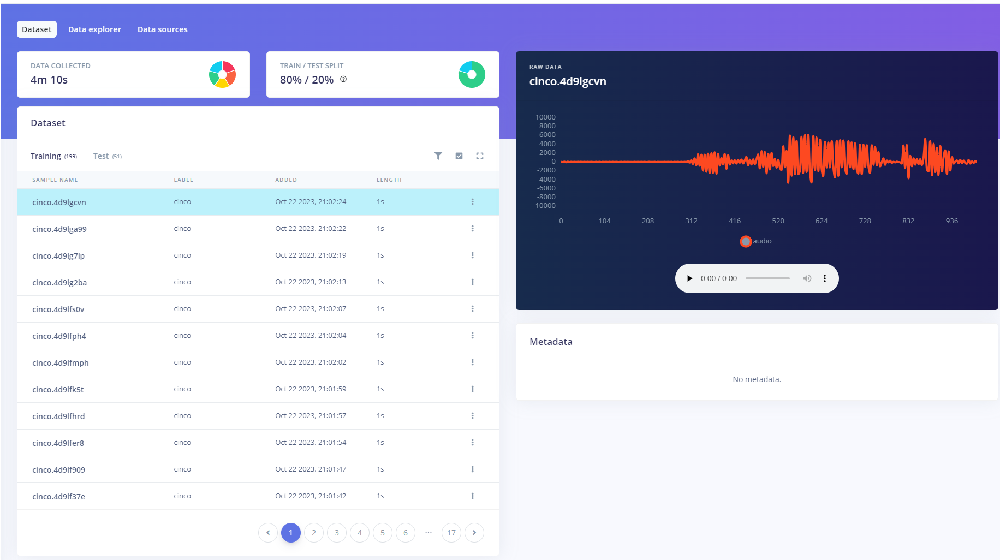 Dataset Data explorer Data sources
DATA COLLECTED
4m 10s
TRAIN / TEST SPLIT
80% / 20% ?
Dataset
Training (199) Test (51)
SAMPLE NAME LABEL ADDED LENGTH
cinco.4d9lgcvn cinco Oct 22 2023, 21:02:24 1s
cinco.4d9lga99 cinco Oct 22 2023, 21:02:22 1s
cinco.4d9lg7lp cinco Oct 22 2023, 21:02:19 1s
cinco.4d9lg2ba cinco Oct 22 2023, 21:02:13 1s
cinco.4d9lfs0v cinco Oct 22 2023, 21:02:07 1s
cinco.4d9lfph4 cinco Oct 22 2023, 21:02:04 1s
cinco.4d9lfmph cinco Oct 22 2023, 21:02:02 1s
cinco.4d9lfk5t cinco Oct 22 2023, 21:01:59 1s
cinco.4d9lfhrd cinco Oct 22 2023, 21:01:57 1s
cinco.4d9lfer8 cinco Oct 22 2023, 21:01:54 1s
cinco.4d9lf909 cinco Oct 22 2023, 21:01:47 1s
cinco.4d9lf37e cinco Oct 22 2023, 21:01:42 1s
1 2 3 4 5 6 ... 17
RAW DATA
cinco.4d9lgcvn
10000
8000
6000
4000
2000
0
-2000
-4000
-6000
-8000
-10000
0 104 208 312 416 520 624 728 832 936
audio
0:00 / 0:00
Metadata
No metadata.